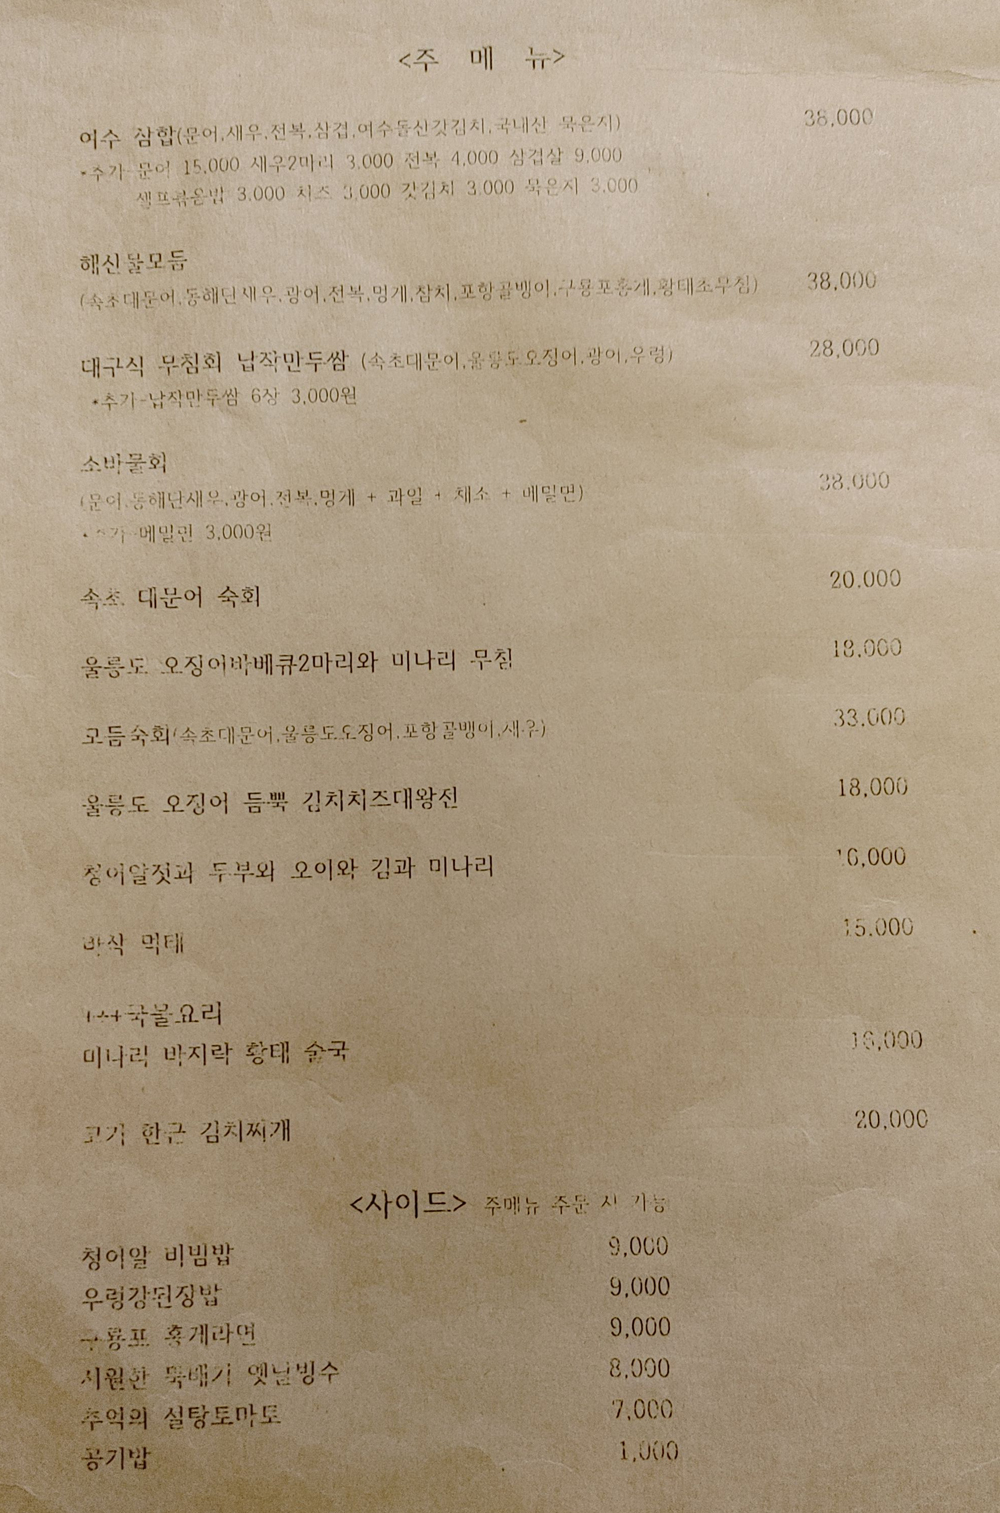 <주 메 뉴>
여수 삼합(문어,새우,전복,삼겹,여수돌산갓김치,국내산 묵은지) 38,000
*추가-문어 15,000 새우2마리 3,000 전복 4,000 삼겹살 9,000
셀프볶음밥 3,000 치즈 3,000 갓김치 3,000 묵은지 3,000
해신물모듬
(속초대문어,동해단새우,광어,전복,멍게,참치,포항골뱅이,구룡포홍게,황태초무침) 38,000
대구식 무침회 납작만두쌈 (속초대문어,울릉도오징어,광어,우렁) 28,000
*추가-납작만두쌈 6장 3,000원
소바물회
(문어,동해단새우,광어,전복,멍게 + 과일 + 채소 + 메밀면) 38,000
*추가-메밀면 3,000원
속초 대문어 숙회 20,000
울릉도 오징어바베큐2마리와 미나리 무침 18,000
모듬숙회(속초대문어,울릉도오징어,포항골뱅이,새우) 33,000
울릉도 오징어 듬뿍 김치치즈대왕전 18,000
청어알젓과 두부와 오이와 김과 미나리 16,000
바삭 먹태 15,000
+++국물요리
미나리 바지락 황태 술국 16,000
고기 한근 김치찌개 20,000
<사이드> 주메뉴 주문 시 가능
청어알 비빔밥 9,000
우렁강된장밥 9,000
구룡포 홍게라면 9,000
시원한 뚝배기 옛날빙수 8,000
추억의 설탕토마토 7,000
공기밥 1,000